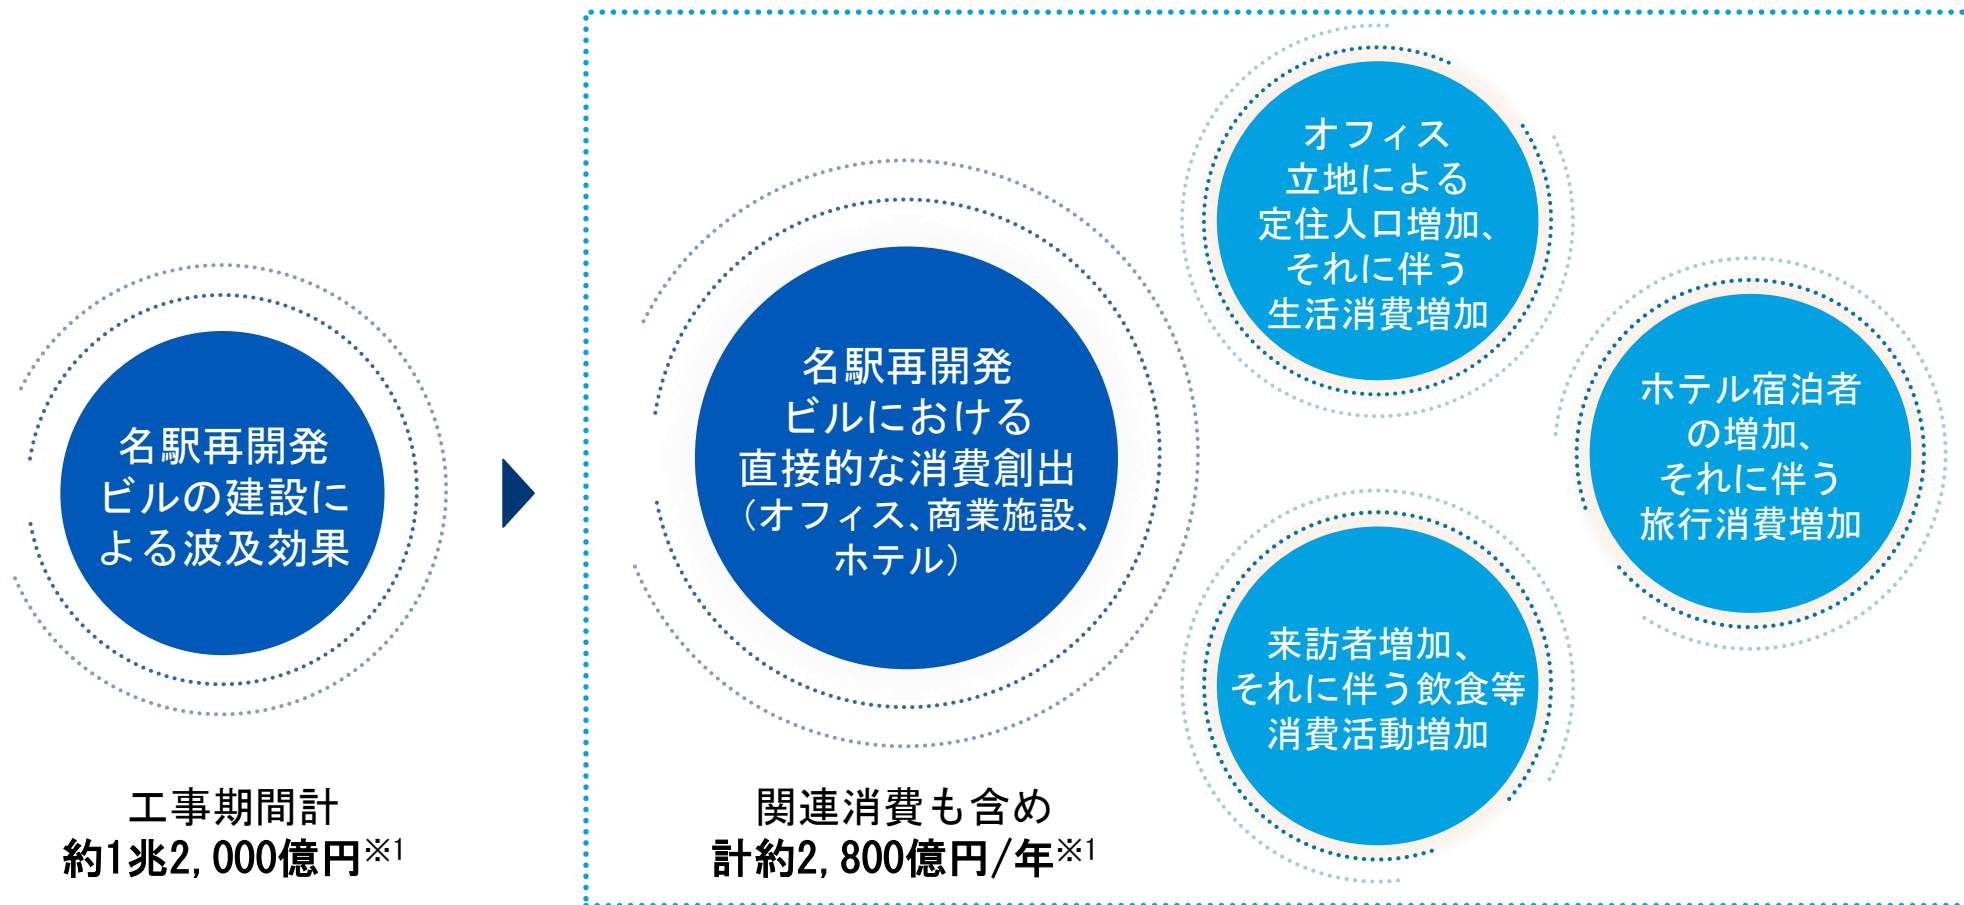 名駅再開発
ビルの建設に
よる波及効果
工事期間計
約1兆2,000億円※1
名駅再開発
ビルにおける
直接的な消費創出
（オフィス、商業施設、
ホテル）
関連消費も含め
計約2,800億円/年※1
オフィス
立地による
定住人口増加、
それに伴う
生活消費増加
ホテル宿泊者
の増加、
それに伴う
旅行消費増加
来訪者増加、
それに伴う飲食等
消費活動増加